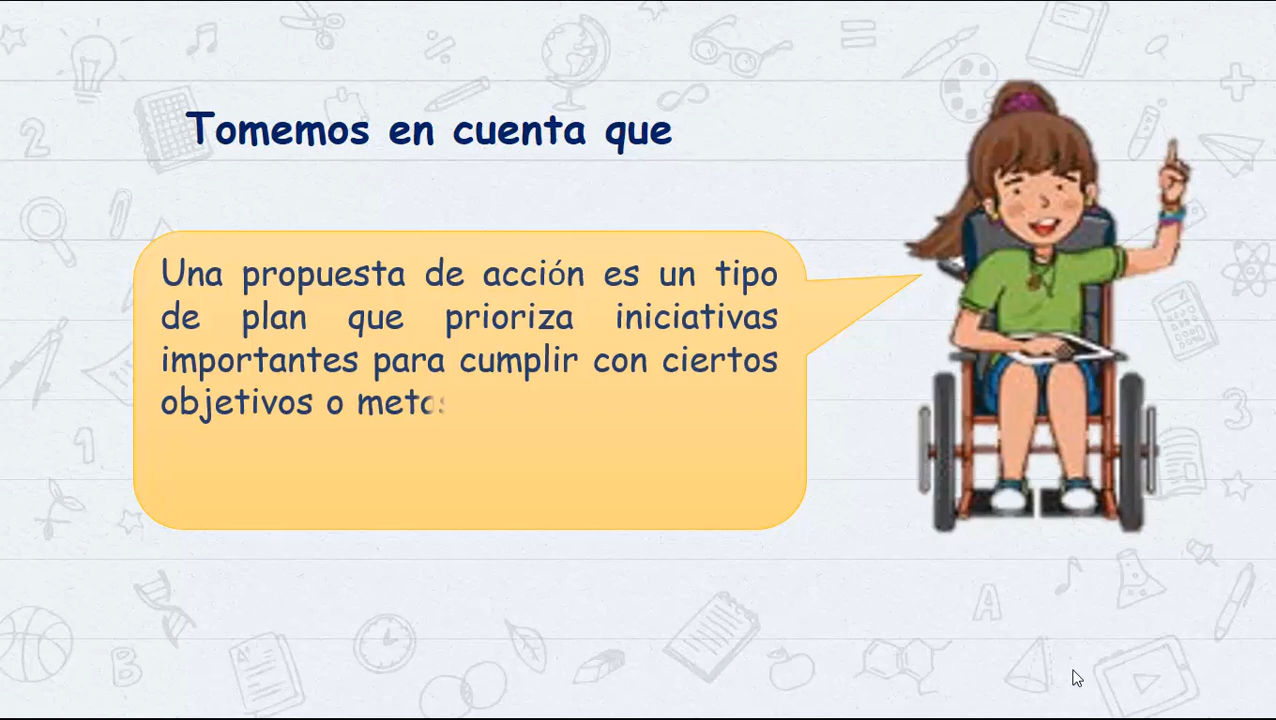 Tomemos en cuenta que
Una propuesta de acción es un tipo
de plan que prioriza iniciativas
importantes para cumplir con ciertos
objetivos o metas